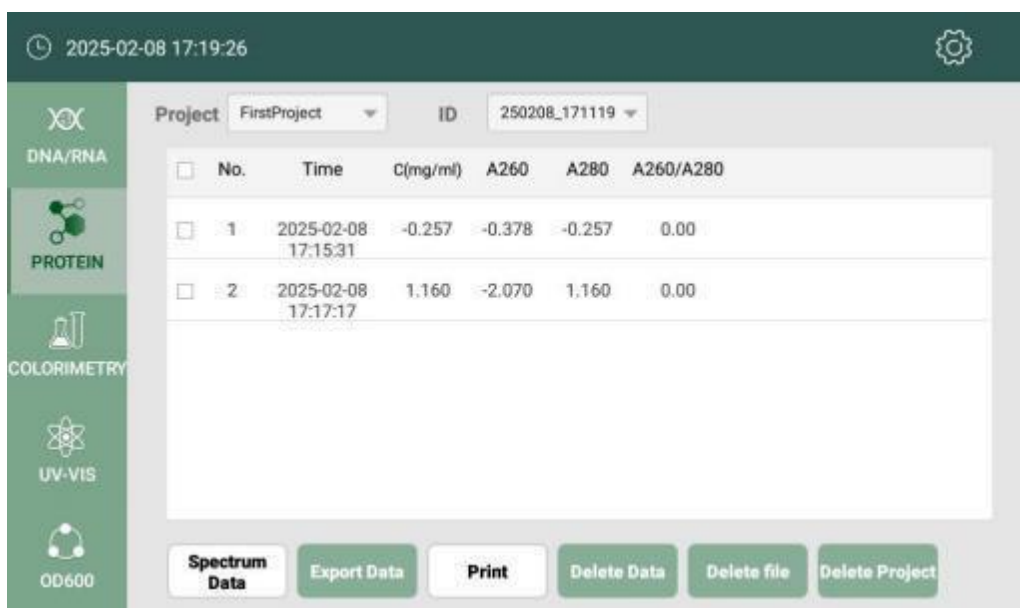 2025-02-08 17:19:26
DNA/RNA
PROTEIN
COLORIMETRY
UV-VIS
OD600
Project FirstProject ID 250208_171119
No. Time C(mg/ml) A260 A280 A260/A280
1 2025-02-08 17:15:31 -0.257 -0.378 -0.257 0.00
2 2025-02-08 17:17:17 1.160 -2.070 1.160 0.00
Spectrum Data
Export Data
Print
Delete Data
Delete file
Delete Project